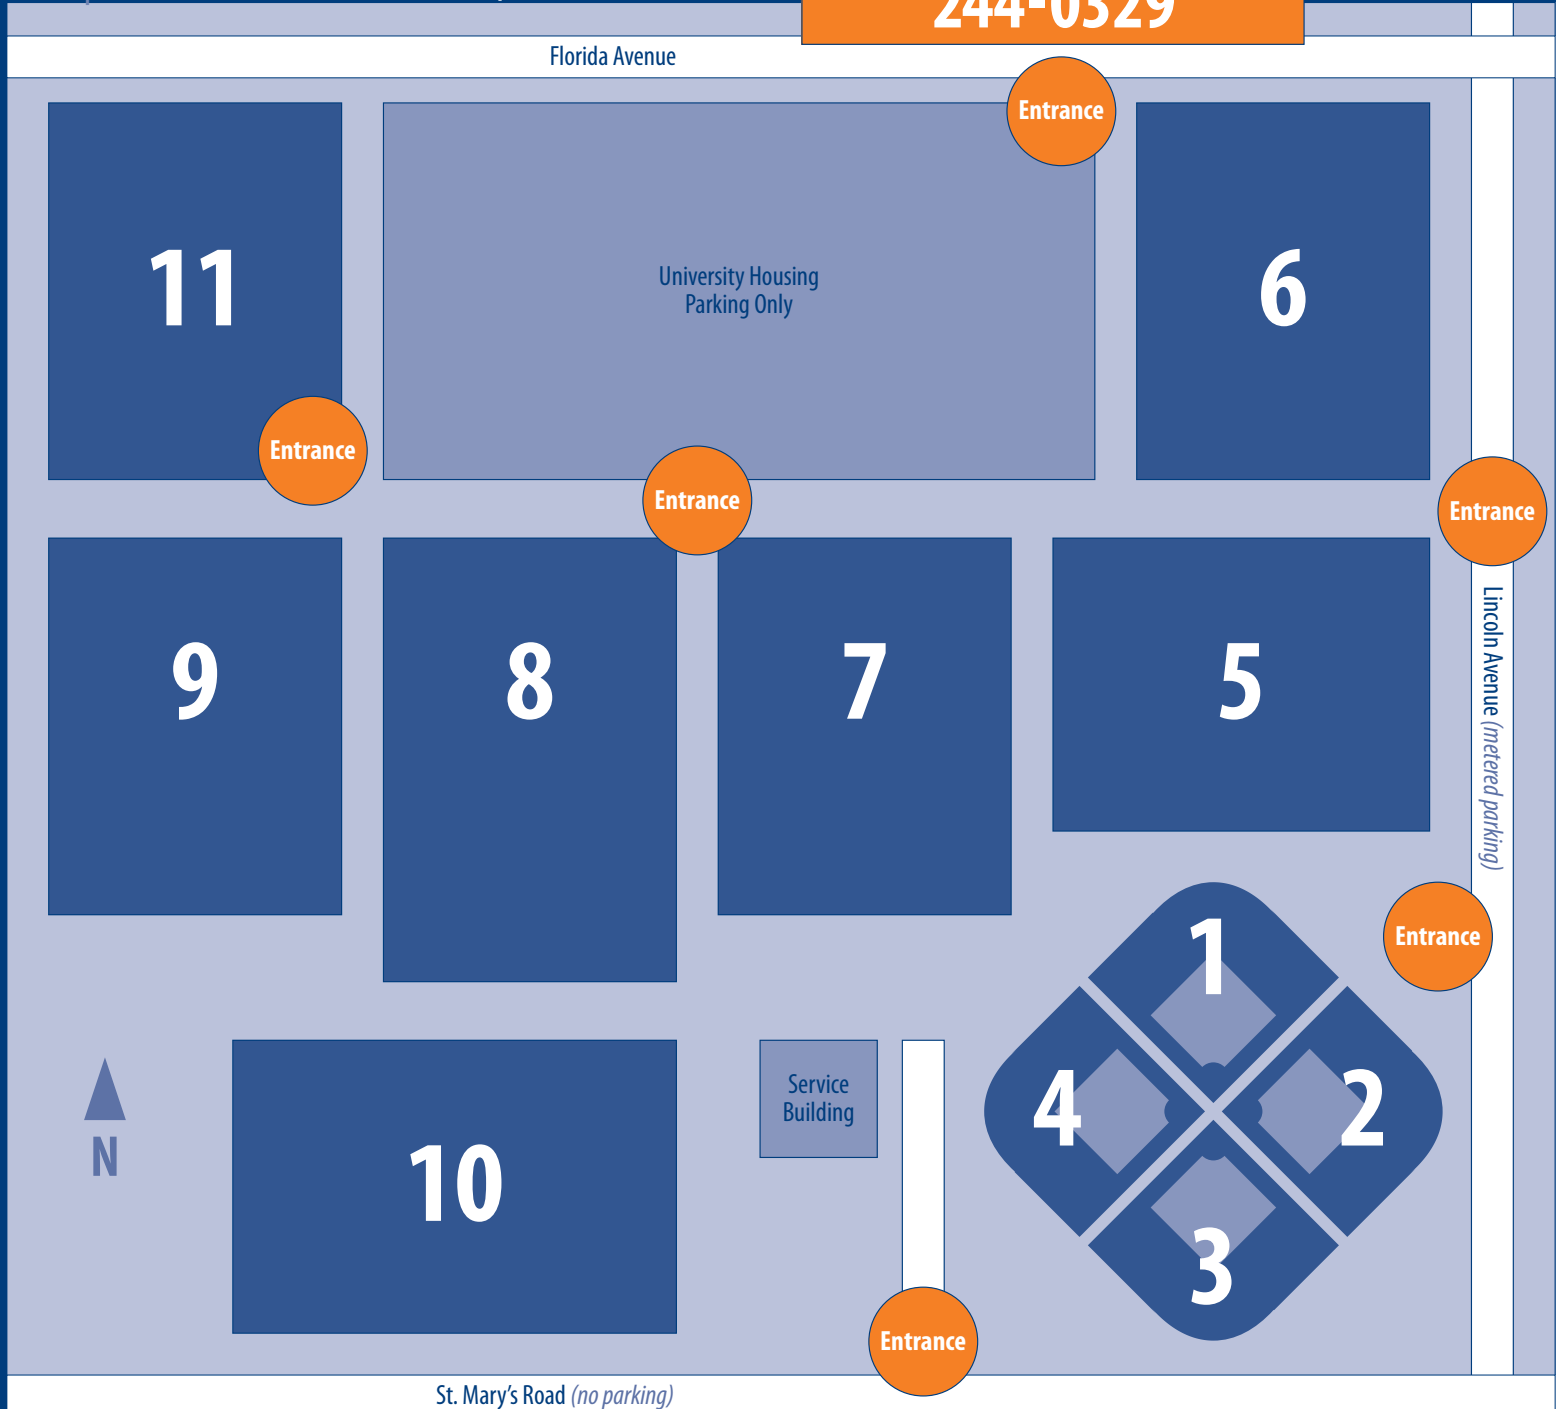 244-0329
Florida Avenue
Entrance
11
University Housing
Parking Only
6
Entrance
Entrance
Entrance
9
8
7
5
Lincoln Avenue (metered parking)
1
Entrance
4
2
Service
Building
N
10
3
Entrance
St. Mary's Road (no parking)